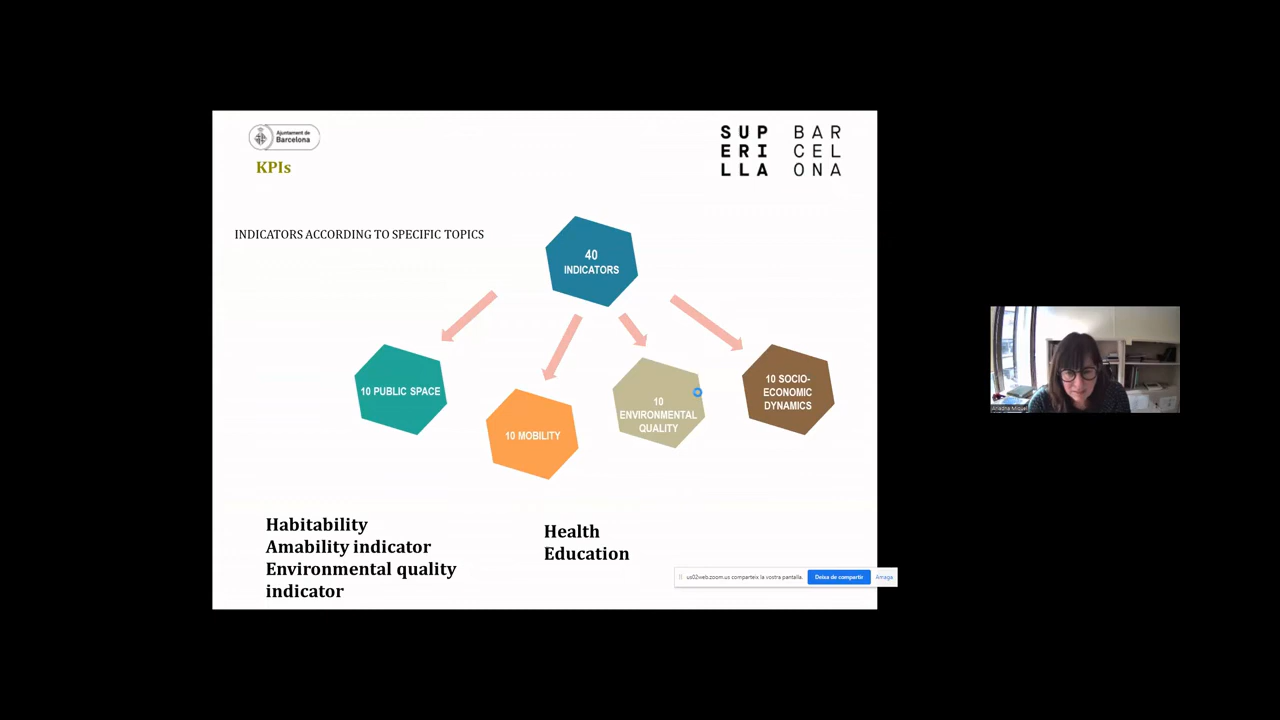 Ajuntament de
Barcelona
KPIs
SUP BAR
ERI CEL
LLA ONA
INDICATORS ACCORDING TO SPECIFIC TOPICS
40
INDICATORS
10 PUBLIC SPACE
10 MOBILITY
10
ENVIRONMENTAL
QUALITY
10 SOCIO-
ECONOMIC
DYNAMICS
Habitability
Amability indicator
Environmental quality
indicator
Health
Education
us02web.zoom.us comparteix la vostra pantalla.
Deixa de compartir
Amaga
Ariadna Miquel